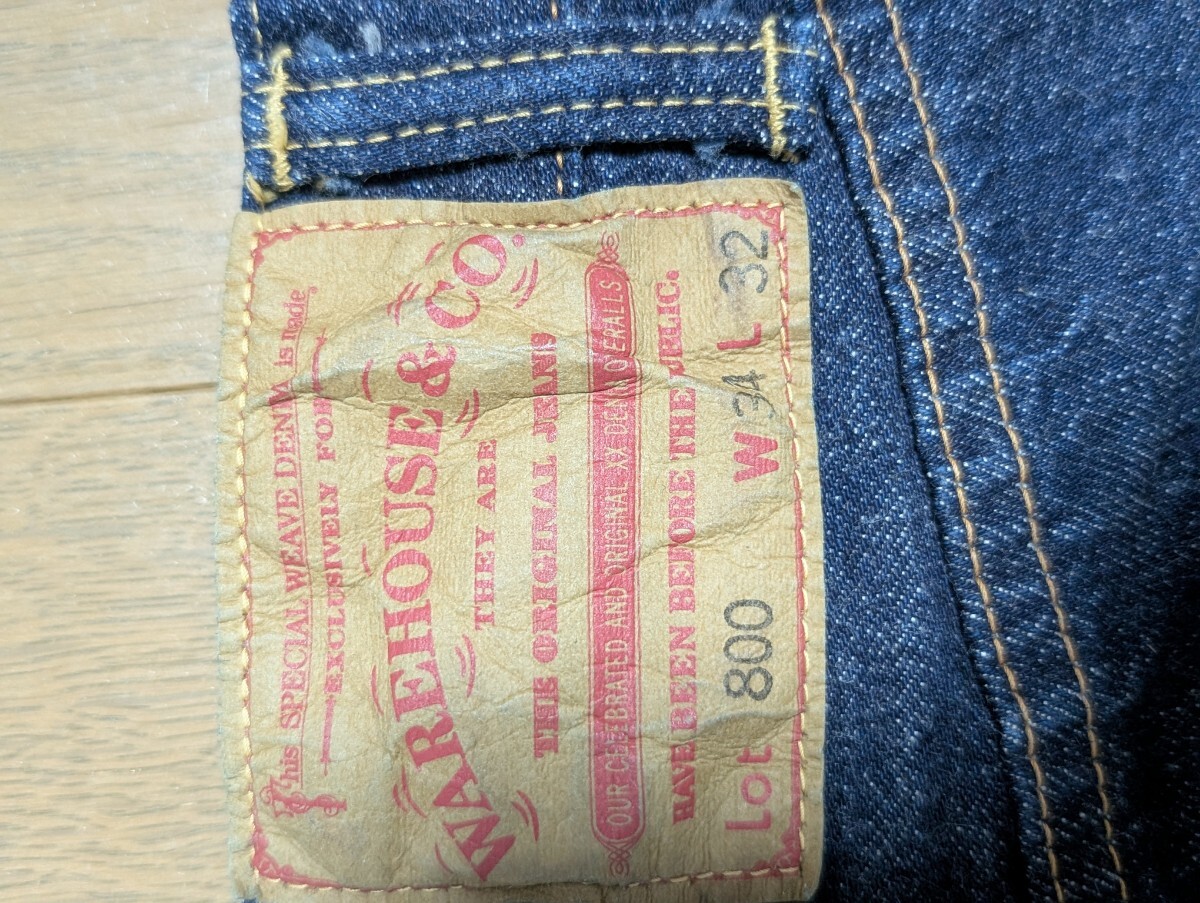 This SPECIAL WEAVE DENIM is made
EXCLUSIVELY FOR
WAREHOUSE & CO.
THEY ARE
THE ORIGINAL JEANS
OUR CELEBRATED AND ORIGINAL XX DENIM OVERALLS
HAVE BEEN BEFORE THE PUBLIC.
Lot 800 W 34 L 32